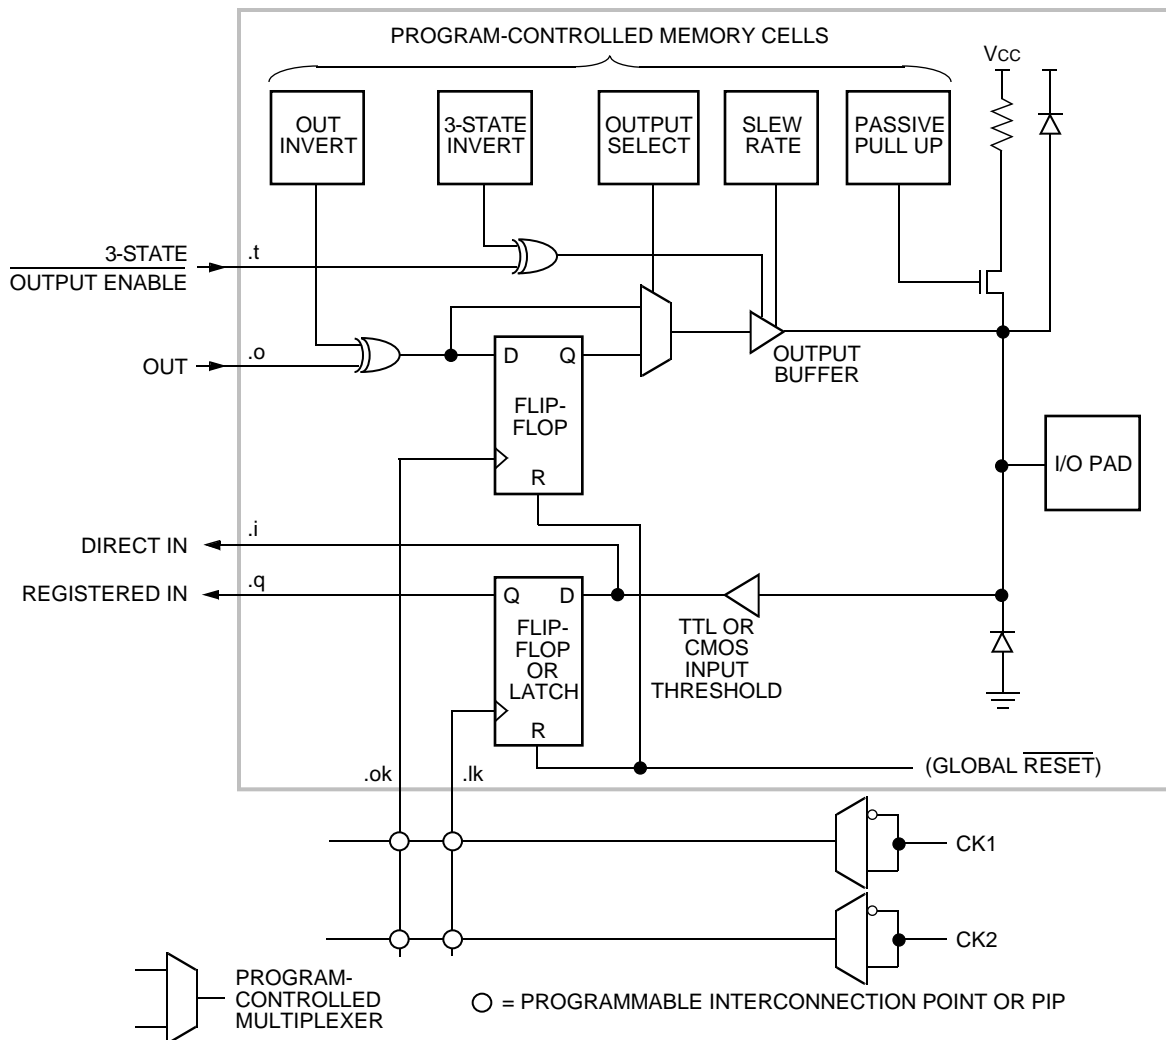 PROGRAM-CONTROLLED MEMORY CELLS
VCC
OUT
INVERT
3-STATE
INVERT
OUTPUT
SELECT
SLEW
RATE
PASSIVE
PULL UP
3-STATE
OUTPUT ENABLE
.t
OUT
.o
D
Q
FLIP-
FLOP
R
OUTPUT
BUFFER
I/O PAD
DIRECT IN
.i
REGISTERED IN
.q
Q
D
FLIP-
FLOP
OR
LATCH
R
TTL OR
CMOS
INPUT
THRESHOLD
.ok
.lk
(GLOBAL RESET)
CK1
CK2
PROGRAM-
CONTROLLED
MULTIPLEXER
= PROGRAMMABLE INTERCONNECTION POINT OR PIP